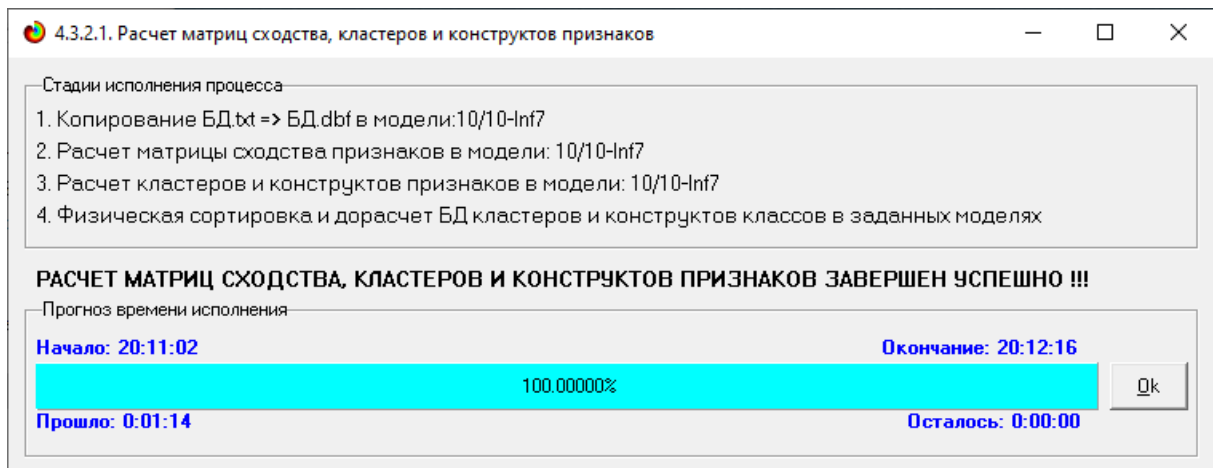 4.3.2.1. Расчет матриц сходства, кластеров и конструктов признаков
Стадии исполнения процесса
1. Копирование БД.txt => БД.dbf в модели:10/10-Inf7
2. Расчет матрицы сходства признаков в модели: 10/10-Inf7
3. Расчет кластеров и конструктов признаков в модели: 10/10-Inf7
4. Физическая сортировка и дорасчет БД кластеров и конструктов классов в заданных моделях
РАСЧЕТ МАТРИЦ СХОДСТВА, КЛАСТЕРОВ И КОНСТРУКТОВ ПРИЗНАКОВ ЗАВЕРШЕН УСПЕШНО !!!
Прогноз времени исполнения
Начало: 20:11:02 Окончание: 20:12:16
100.00000% Ok
Прошло: 0:01:14 Осталось: 0:00:00